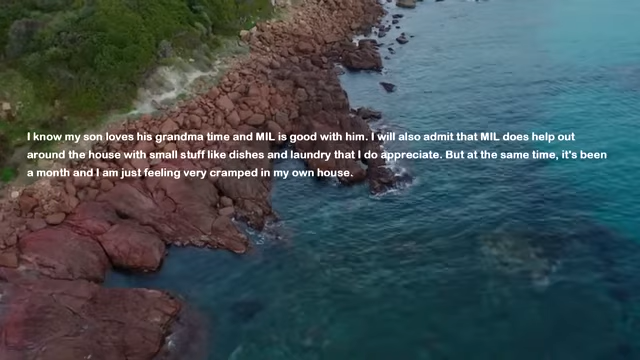 I know my son loves his grandma time and MIL is good with him. I will also admit that MIL does help out
around the house with small stuff like dishes and laundry that I do appreciate. But at the same time, it's been
a month and I am just feeling very cramped in my own house.